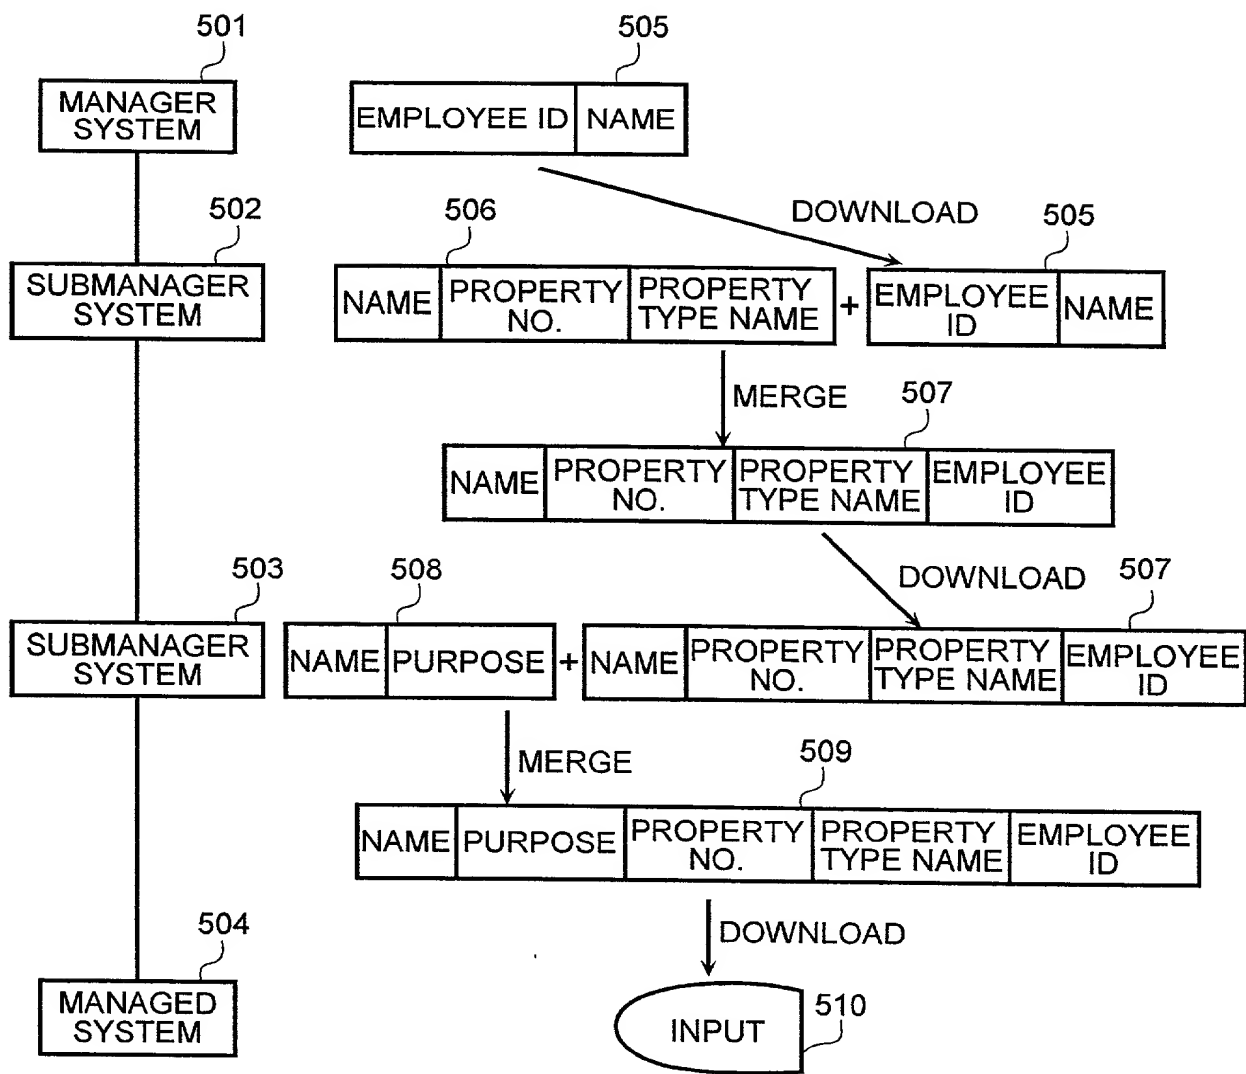 501
505
MANAGER
SYSTEM
EMPLOYEE ID
NAME
502
506
DOWNLOAD
505
SUBMANAGER
SYSTEM
NAME
PROPERTY
NO.
PROPERTY
TYPE NAME
+
EMPLOYEE
ID
NAME
MERGE
507
NAME
PROPERTY
NO.
PROPERTY
TYPE NAME
EMPLOYEE
ID
503
508
DOWNLOAD
507
SUBMANAGER
SYSTEM
NAME
PURPOSE
+
NAME
PROPERTY
NO.
PROPERTY
TYPE NAME
EMPLOYEE
ID
MERGE
509
NAME
PURPOSE
PROPERTY
NO.
PROPERTY
TYPE NAME
EMPLOYEE
ID
504
DOWNLOAD
MANAGED
SYSTEM
INPUT
510